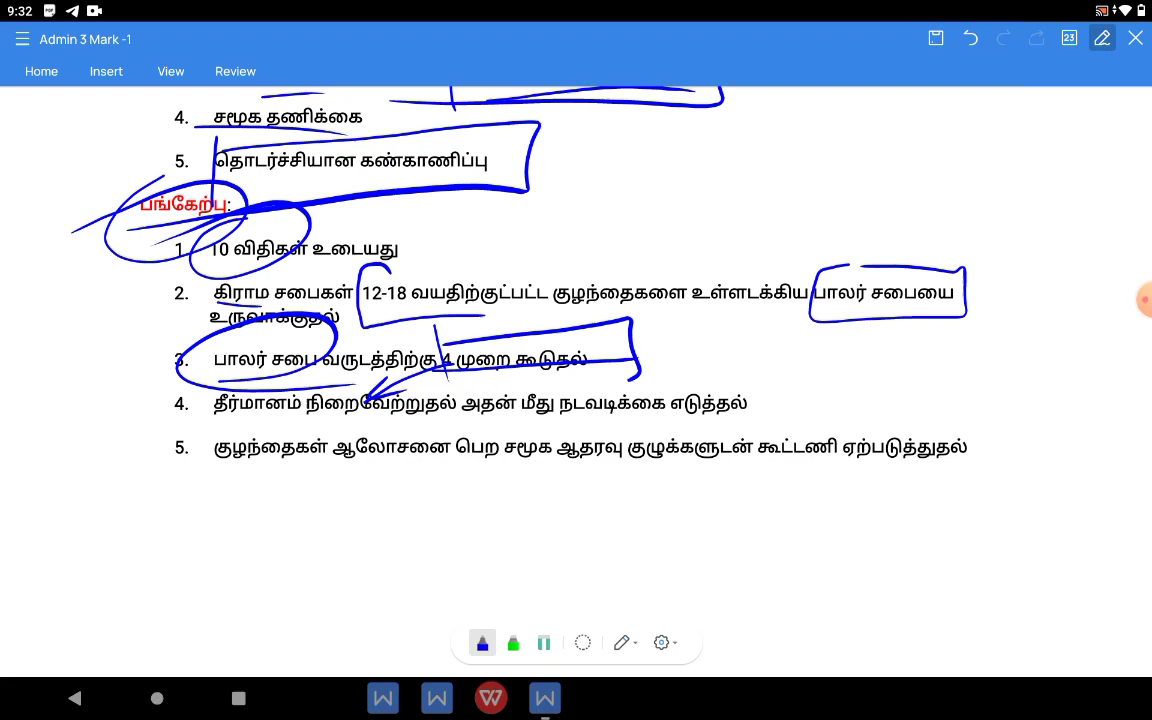 9:32
Admin 3 Mark -1
23
Home Insert View Review
4. சமூக தணிக்கை
5. தொடர்ச்சியான கண்காணிப்பு
பங்கேற்பு:
1. 10 விதிகள் உடையது
2. கிராம சபைகள் 12-18 வயதிற்குட்பட்ட குழந்தைகளை உள்ளடக்கிய பாலர் சபையை
உருவாக்குதல்
3. பாலர் சபை வருடத்திற்கு 4 முறை கூடுதல்
4. தீர்மானம் நிறைவேற்றுதல் அதன் மீது நடவடிக்கை எடுத்தல்
5. குழந்தைகள் ஆலோசனை பெற சமூக ஆதரவு குழுக்களுடன் கூட்டணி ஏற்படுத்துதல்